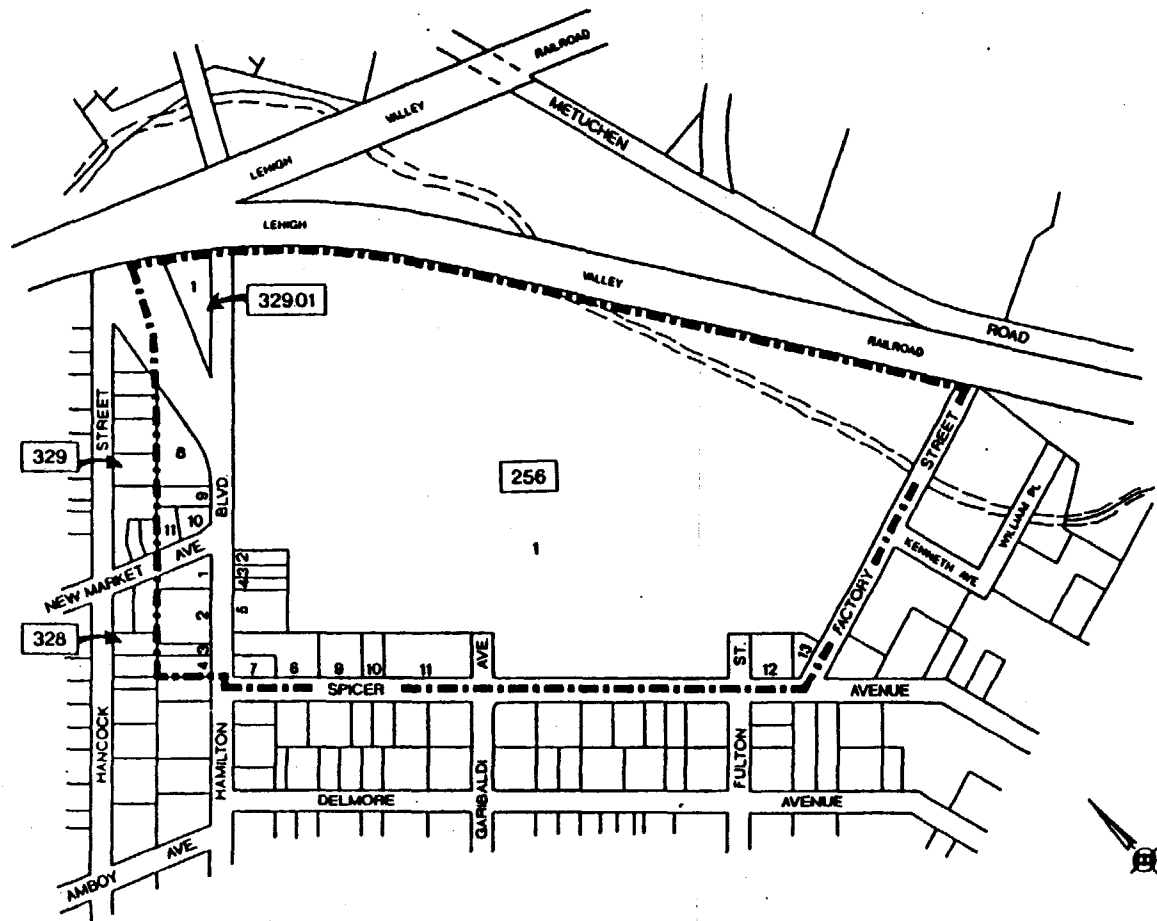 RAILROAD
VALLEY
LEHIGH
METUCHEN
LEHIGH
VALLEY
RAILROAD
ROAD
1
329.01
STREET
8
329
9
BLVD.
256
11
10
NEW MARKET AVE.
1
2
3
4
5
1
STREET
WILLIAM PL.
KENNETH AVE
FACTORY
328
2
3
4
AVE.
ST.
13
7
6
9
10
11
12
SPICER
AVENUE
HANCOCK
HAMILTON
GARIBALDI
FULTON
DELMORE
AVENUE
AMBOY AVE.